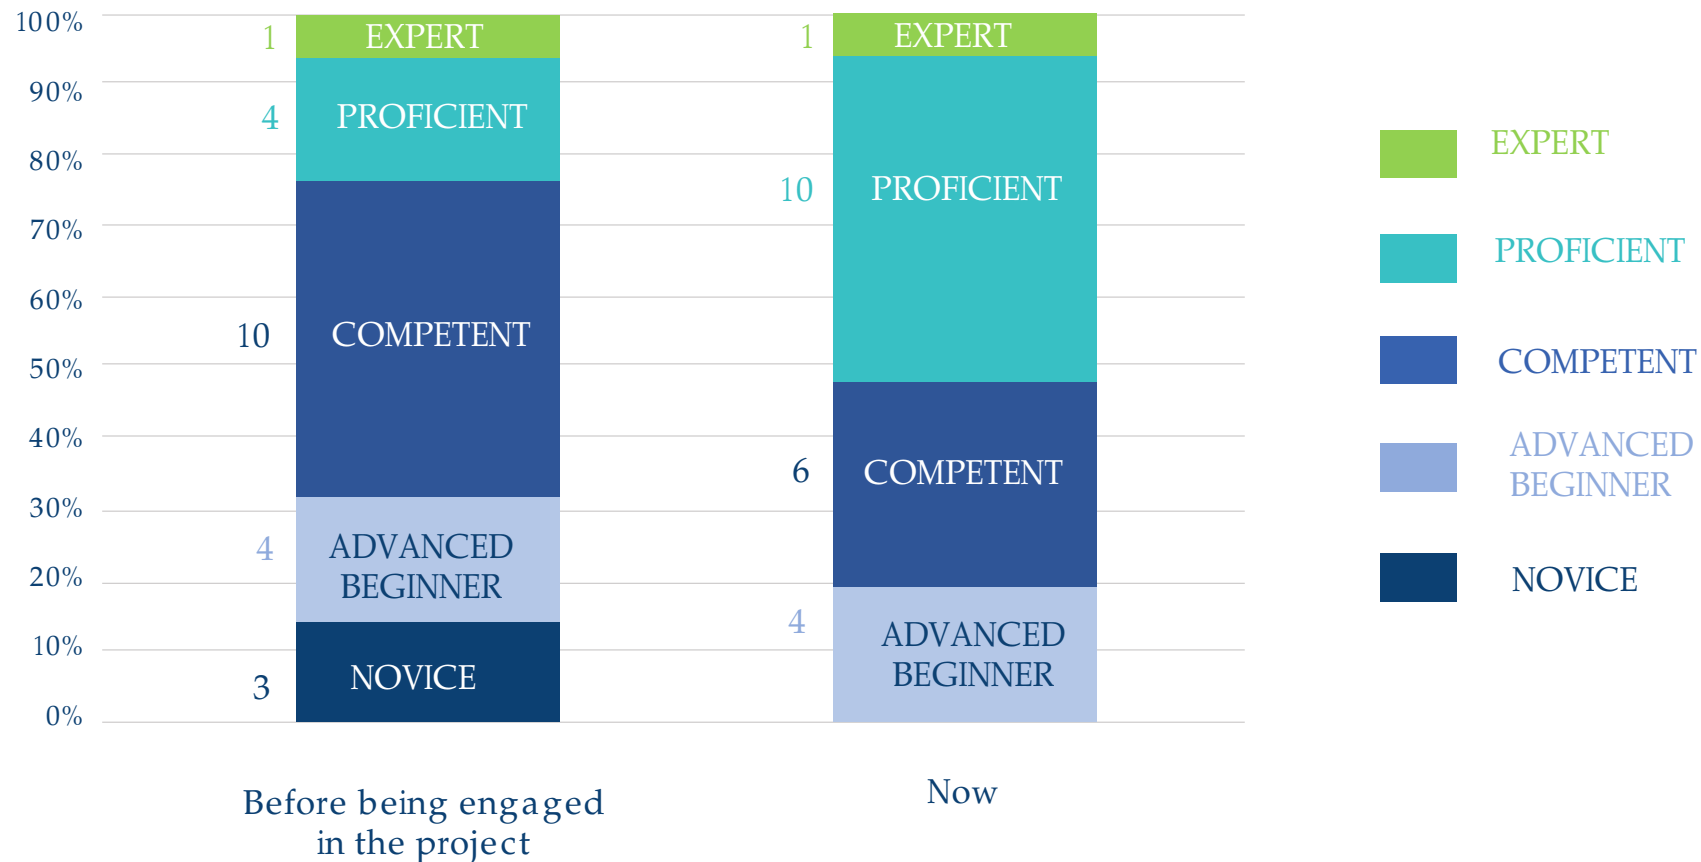 100%
90%
80%
70%
60%
50%
40%
30%
20%
10%
0%
1
EXPERT
4
PROFICIENT
10
COMPETENT
4
ADVANCED
BEGINNER
3
NOVICE
Before being engaged
in the project
1
EXPERT
10
PROFICIENT
6
COMPETENT
4
ADVANCED
BEGINNER
Now
EXPERT
PROFICIENT
COMPETENT
ADVANCED
BEGINNER
NOVICE